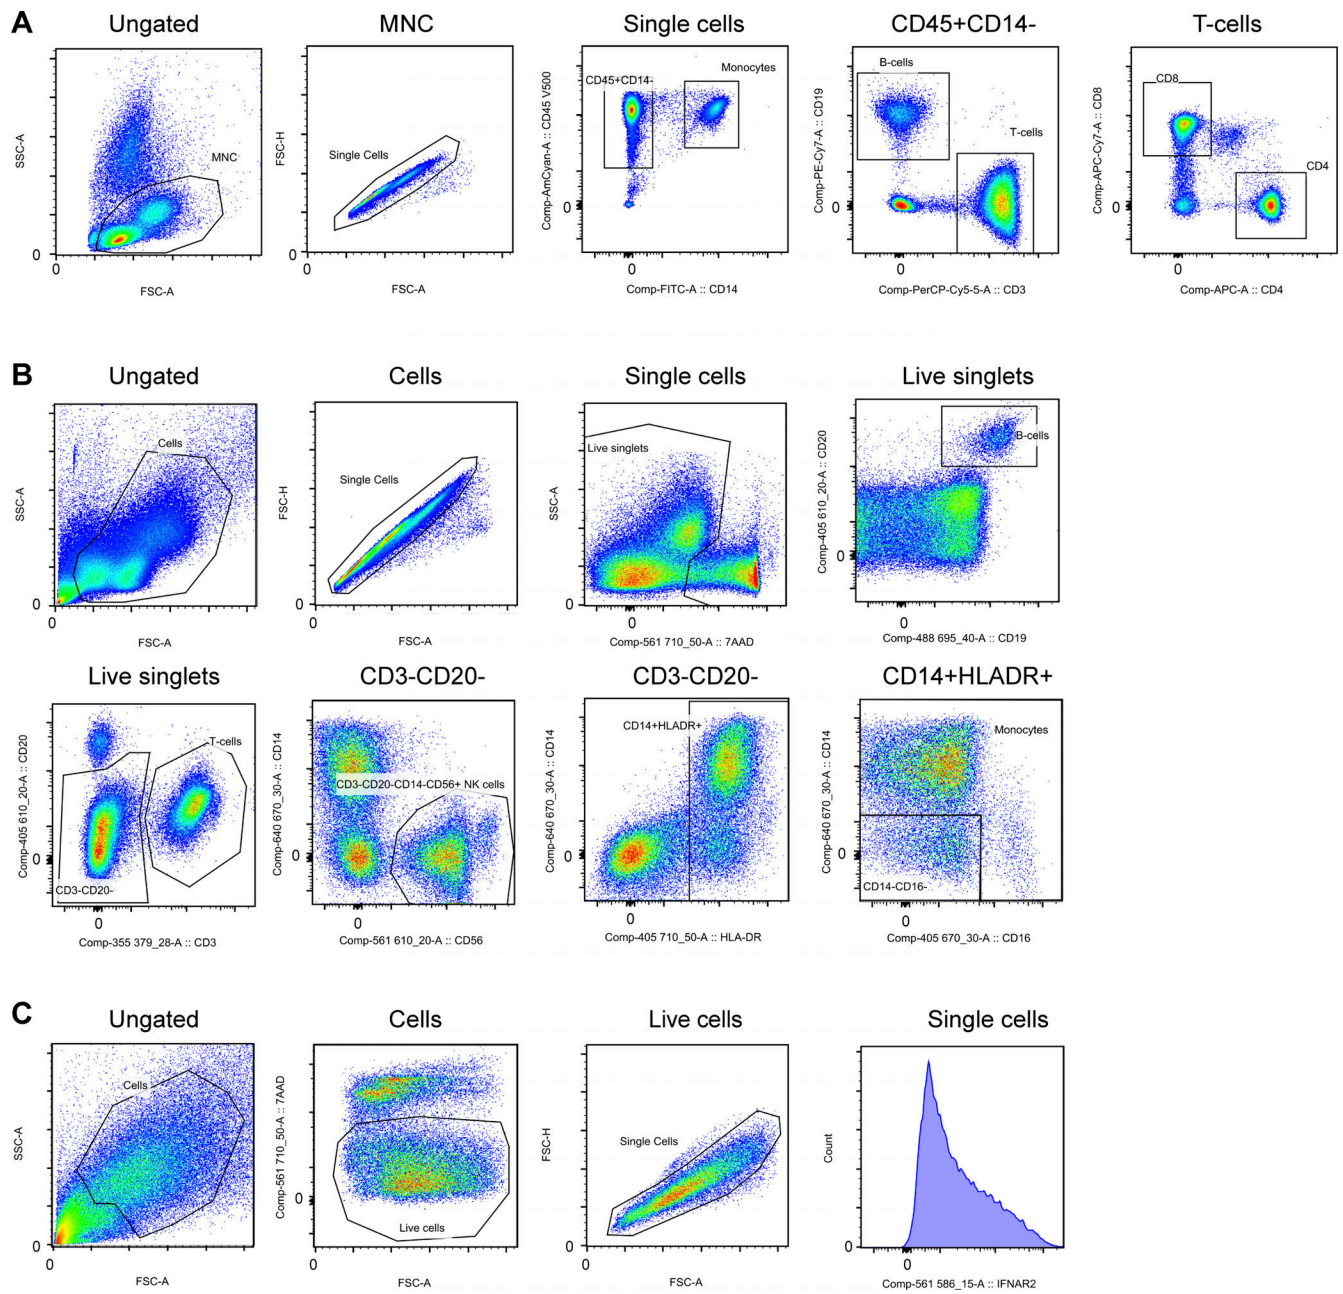 A
Ungated
MNC
Single cells
CD45+CD14-
T-cells
SSC-A
MNC
0
0
FSC-A
FSC-H
Single Cells
0
0
FSC-A
Comp-AmCyan-A :: CD45 V500
CD45+CD14-
Monocytes
0
0
Comp-FITC-A :: CD14
Comp-PE-Cy7-A :: CD19
B-cells
T-cells
0
0
Comp-PerCP-Cy5-5-A :: CD3
Comp-APC-Cy7-A :: CD8
CD8
CD4
0
0
Comp-APC-A :: CD4
B
Ungated
Cells
Single cells
Live singlets
SSC-A
Cells
0
0
FSC-A
FSC-H
Single Cells
0
0
FSC-A
SSC-A
Live singlets
0
0
Comp-561 710_50-A :: 7AAD
Comp-405 610_20-A :: CD20
B-cells
0
0
Comp-488 695_40-A :: CD19
Live singlets
CD3-CD20-
CD3-CD20-
CD14+HLADR+
Comp-405 610_20-A :: CD20
T-cells
0
CD3-CD20-
0
Comp-355 379_28-A :: CD3
Comp-640 670_30-A :: CD14
CD3-CD20-CD14-CD56+ NK cells
0
0
Comp-561 610_20-A :: CD56
Comp-640 670_30-A :: CD14
CD14+HLADR+
0
0
Comp-405 710_50-A :: HLA-DR
Comp-640 670_30-A :: CD14
Monocytes
0
CD14-CD16-
0
Comp-405 670_30-A :: CD16
C
Ungated
Cells
Live cells
Single cells
SSC-A
Cells
0
0
FSC-A
Comp-561 710_50-A :: 7AAD
0
Live cells
0
FSC-A
FSC-H
Single Cells
0
0
FSC-A
Count
0
0
Comp-561 586_15-A :: IFNAR2